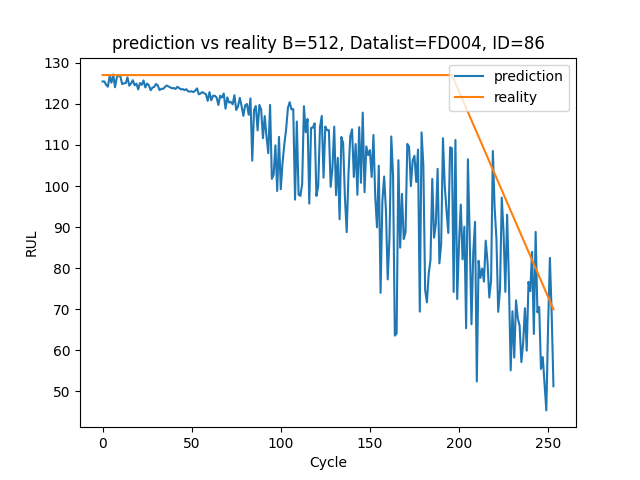 prediction vs reality B=512, Datalist=FD004, ID=86
prediction
reality
RUL
130
120
110
100
90
80
70
60
50
0 50 100 150 200 250
Cycle